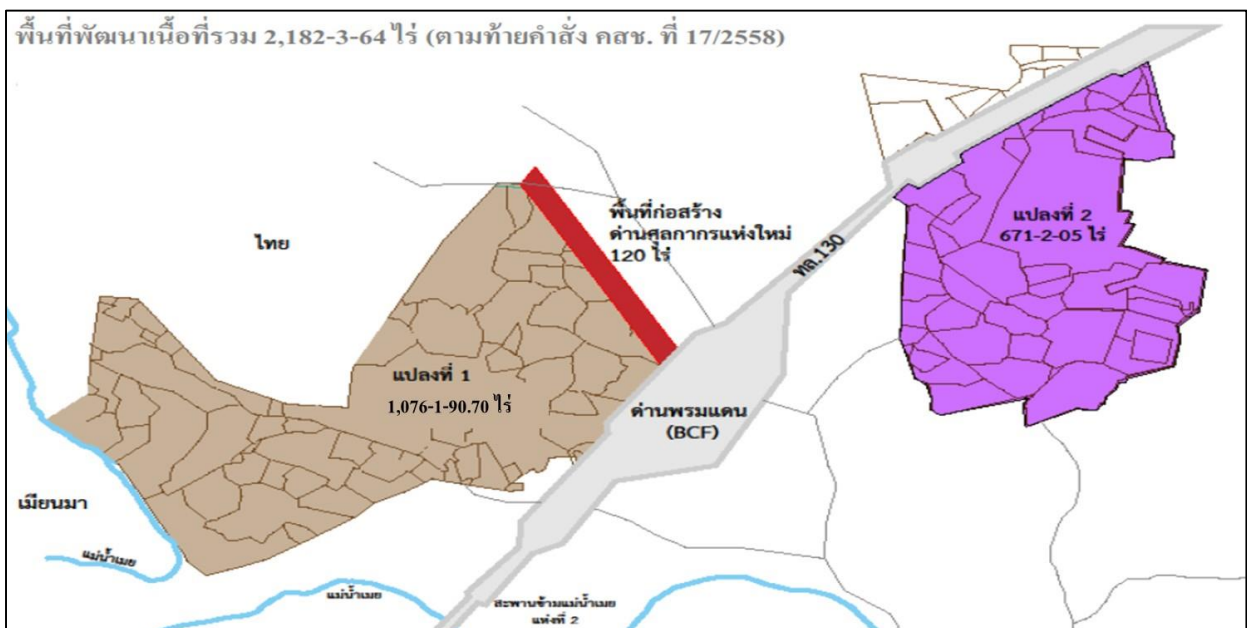 พื้นที่พัฒนาเนื้อที่รวม 2,182-3-64 ไร่ (ตามท้ายคำสั่ง คสช. ที่ 17/2558)
ไทย
พื้นที่ก่อสร้าง
ด่านศุลกากรแห่งใหม่
120 ไร่
ทล.130
แปลงที่ 2
671-2-05 ไร่
แปลงที่ 1
1,076-1-90.70 ไร่
ด่านพรมแดน
(BCF)
เมียนมา
แม่น้ำเมย
แม่น้ำเมย
สะพานข้ามแม่น้ำเมย
แห่งที่ 2